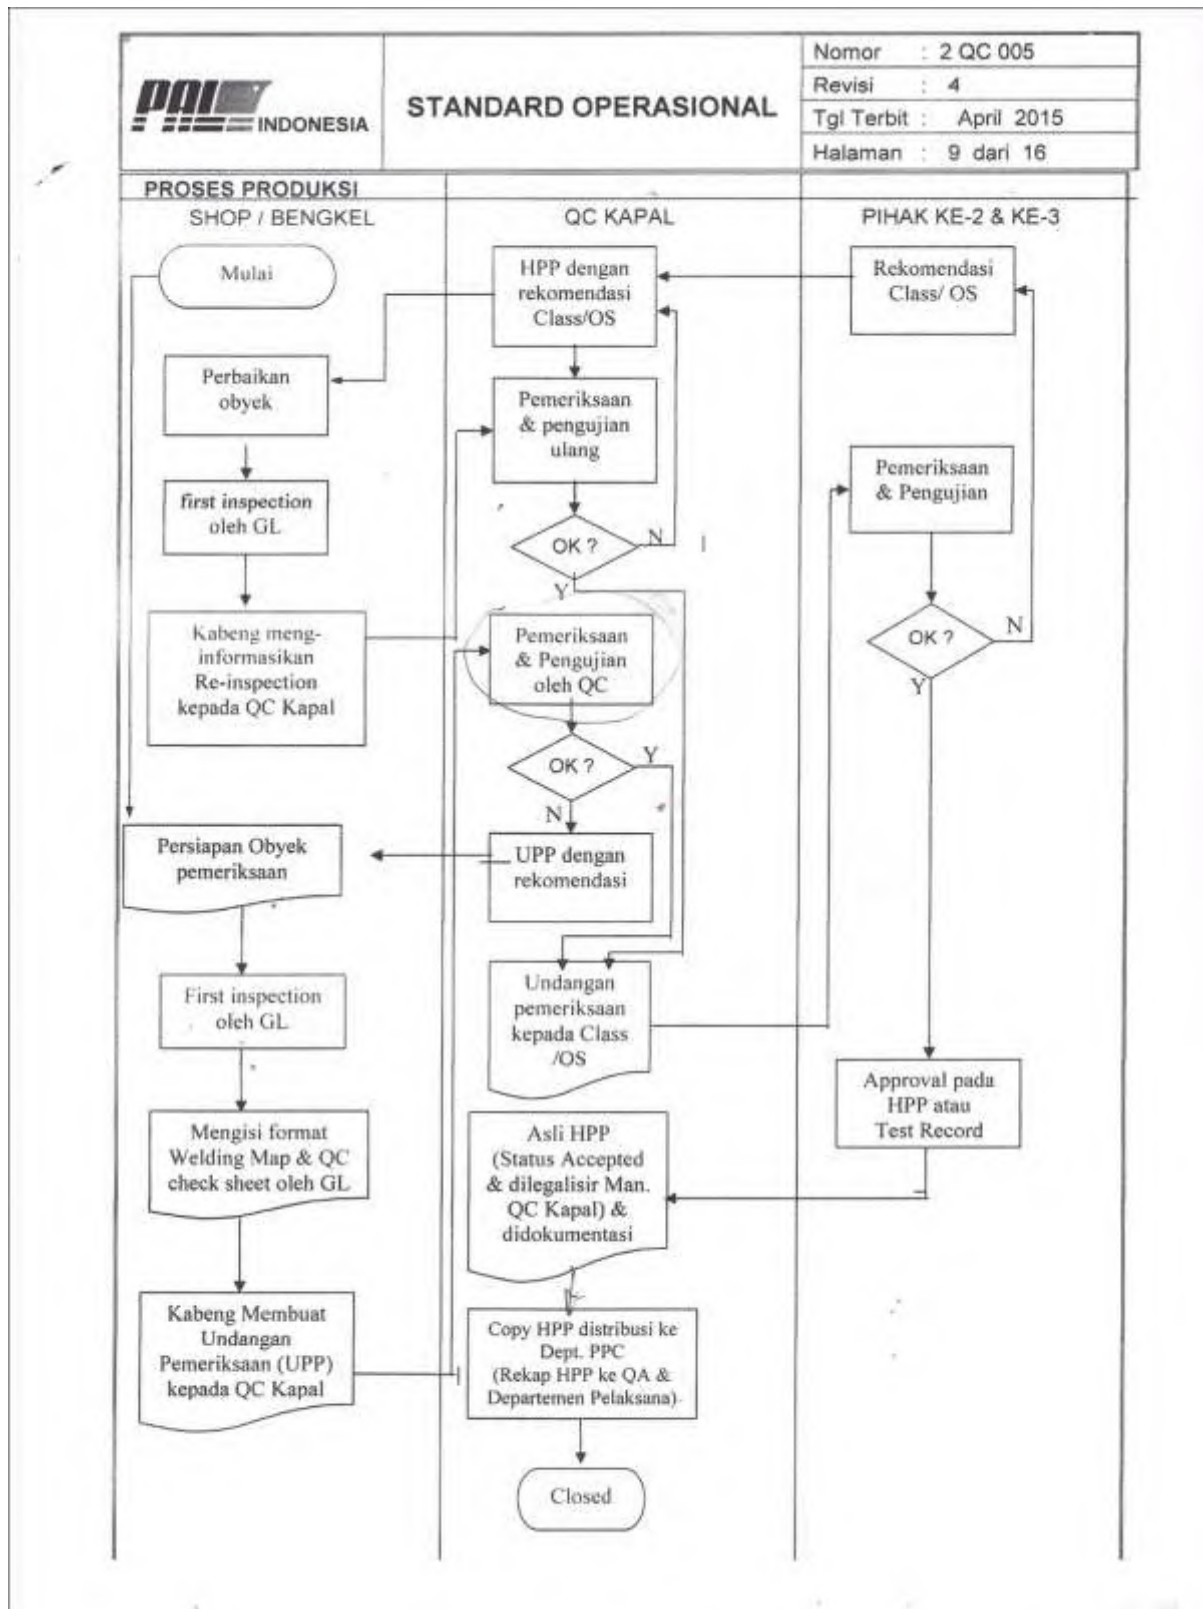 PAL INDONESIA
STANDARD OPERASIONAL
Nomor : 2 QC 005
Revisi : 4
Tgl Terbit : April 2015
Halaman : 9 dari 16
PROSES PRODUKSI
SHOP / BENGKEL
QC KAPAL
PIHAK KE-2 & KE-3
Mulai
HPP dengan
rekomendasi
Class/OS
Rekomendasi
Class/ OS
Perbaikan
obyek
Pemeriksaan
& pengujian
ulang
Pemeriksaan
& Pengujian
first inspection
oleh GL
OK ?
N
Y
Kabeng meng-
informasikan
Re-inspection
kepada QC Kapal
Pemeriksaan
& Pengujian
oleh QC
OK ?
N
Y
OK ?
Y
N
Persiapan Obyek
pemeriksaan
UPP dengan
rekomendasi
First inspection
oleh GL
Undangan
pemeriksaan
kepada Class
/OS
Approval pada
HPP atau
Test Record
Mengisi format
Welding Map & QC
check sheet oleh GL
Asli HPP
(Status Accepted
& dilegalisir Man.
QC Kapal) &
didokumentasi
Kabeng Membuat
Undangan
Pemeriksaan (UPP)
kepada QC Kapal
Copy HPP distribusi ke
Dept. PPC
(Rekap HPP ke QA &
Departemen Pelaksana)
Closed